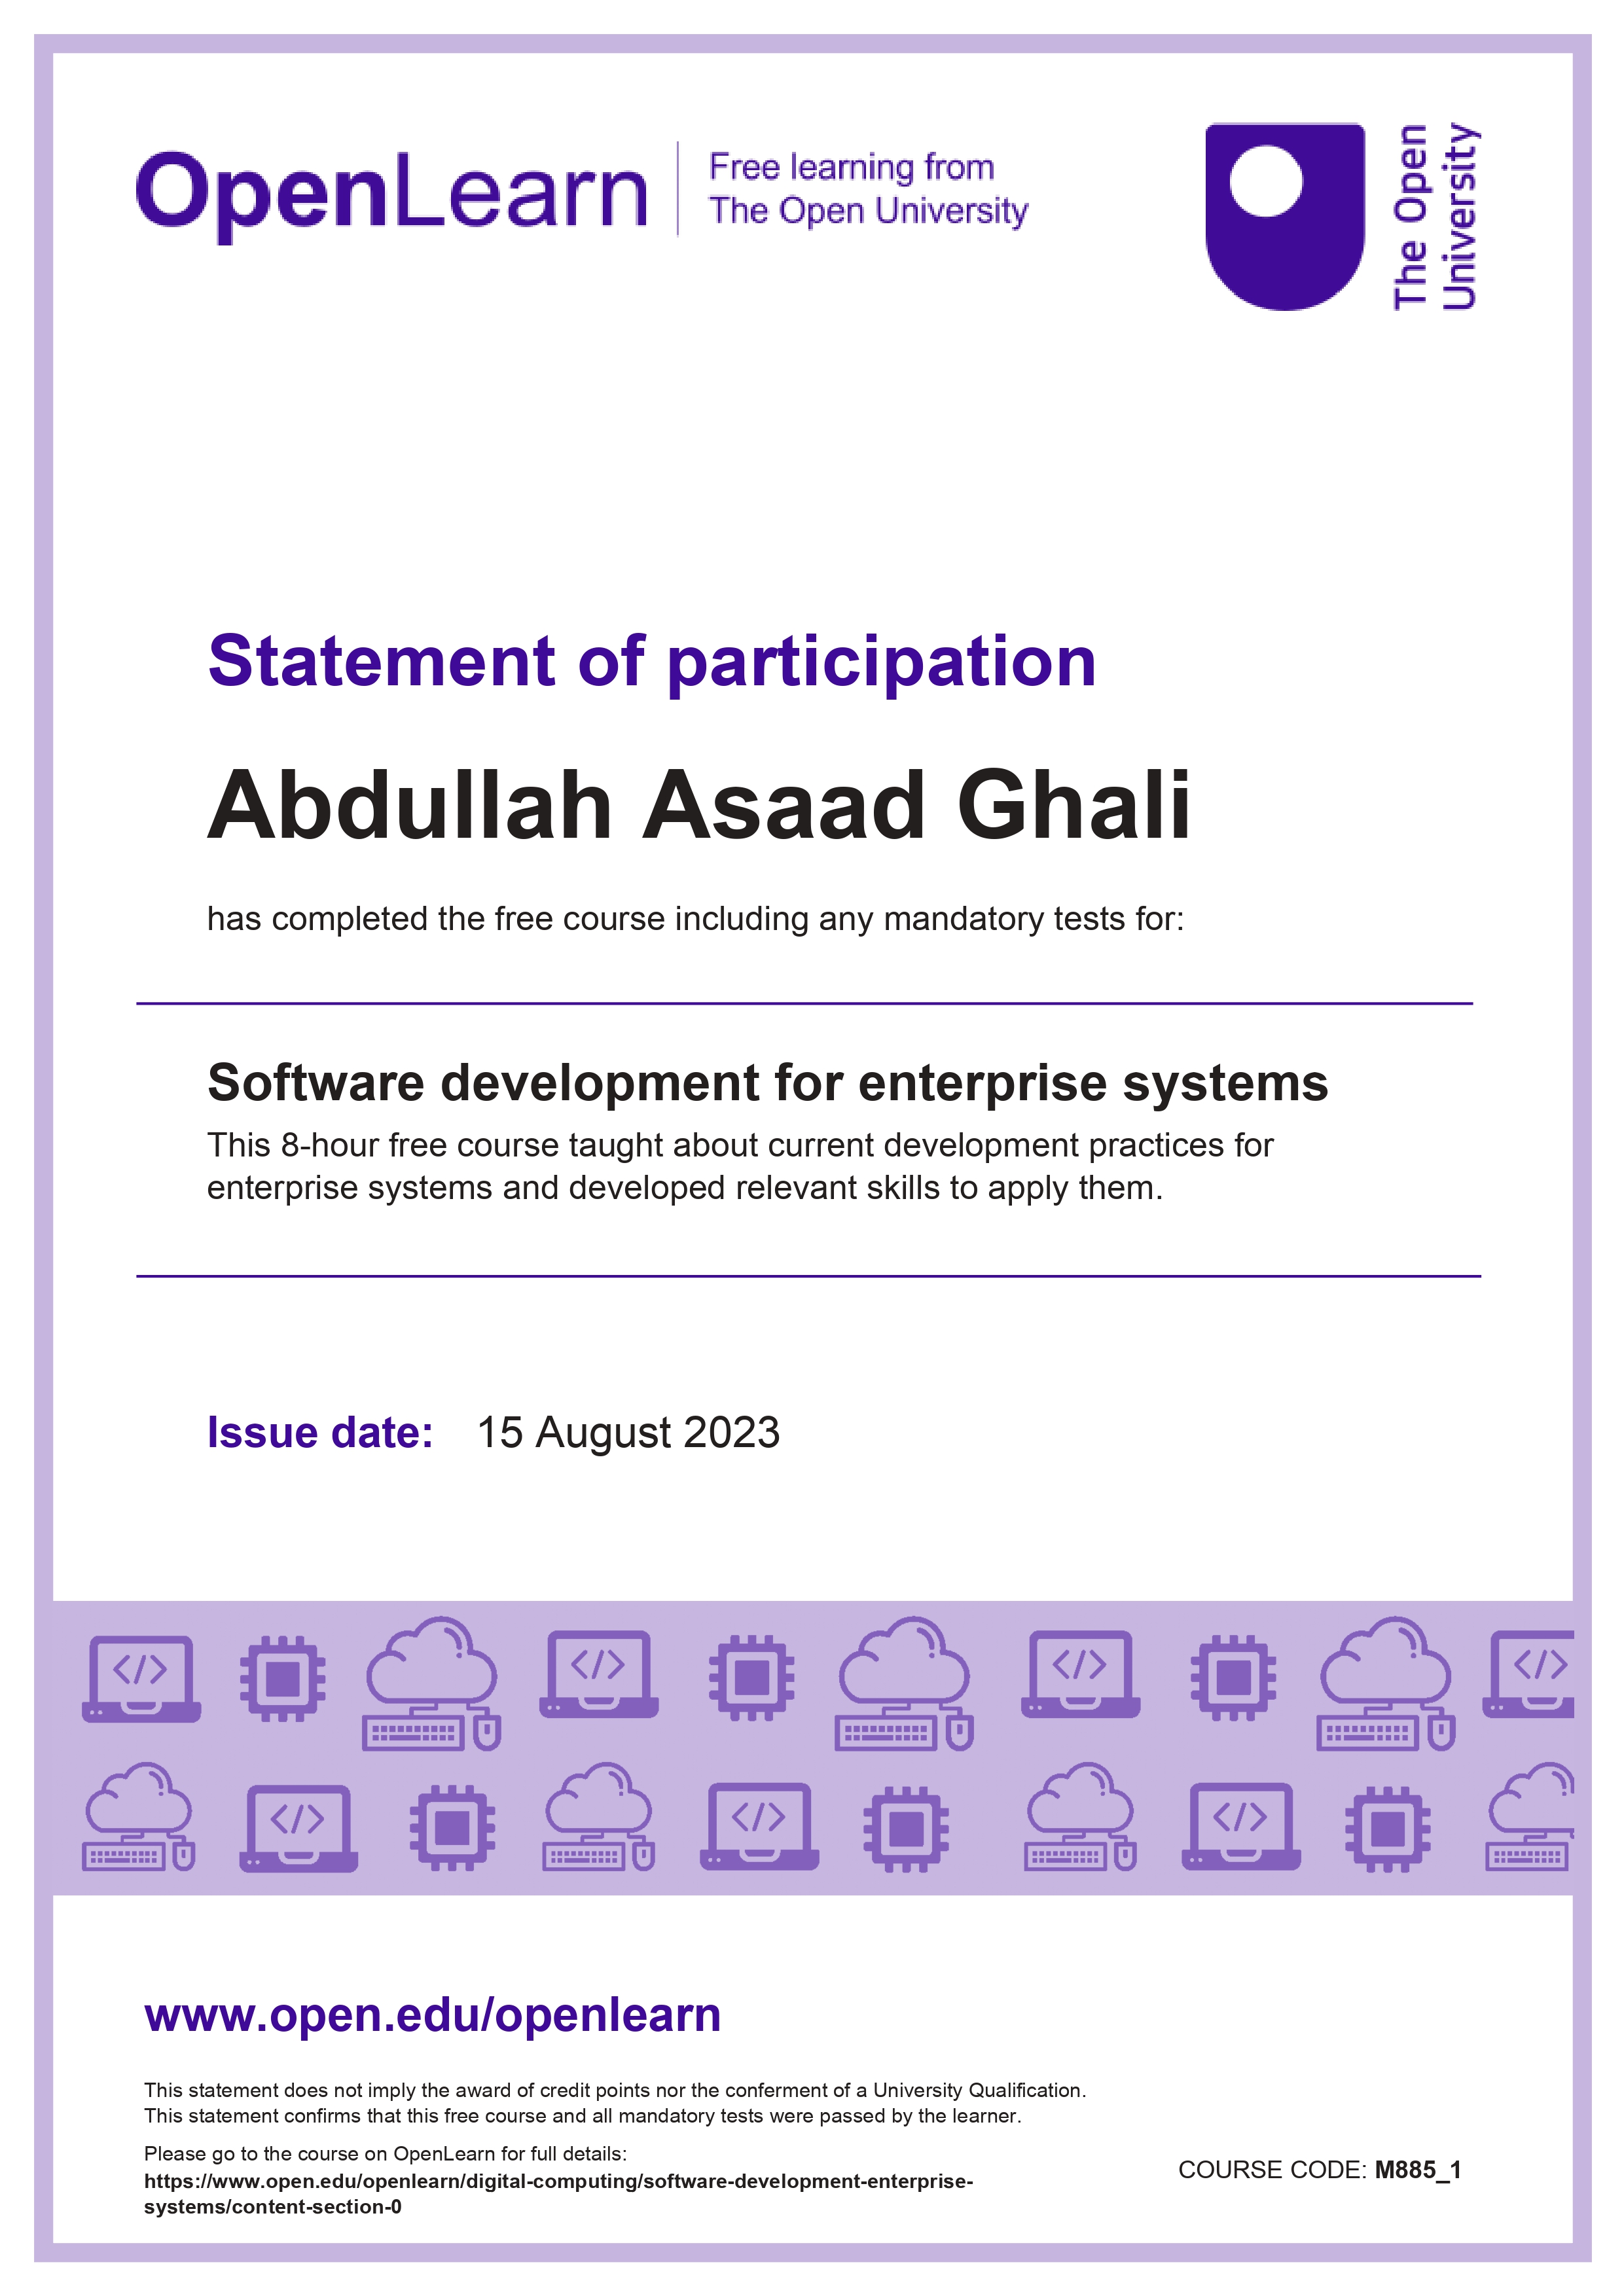 OpenLearn
Free learning from
The Open University
The Open
University
Statement of participation
Abdullah Asaad Ghali
has completed the free course including any mandatory tests for:
Software development for enterprise systems
This 8-hour free course taught about current development practices for
enterprise systems and developed relevant skills to apply them.
Issue date: 15 August 2023
www.open.edu/openlearn
This statement does not imply the award of credit points nor the conferment of a University Qualification.
This statement confirms that this free course and all mandatory tests were passed by the learner.
Please go to the course on OpenLearn for full details:
https://www.open.edu/openlearn/digital-computing/software-development-enterprise-
systems/content-section-0
COURSE CODE: M885_1